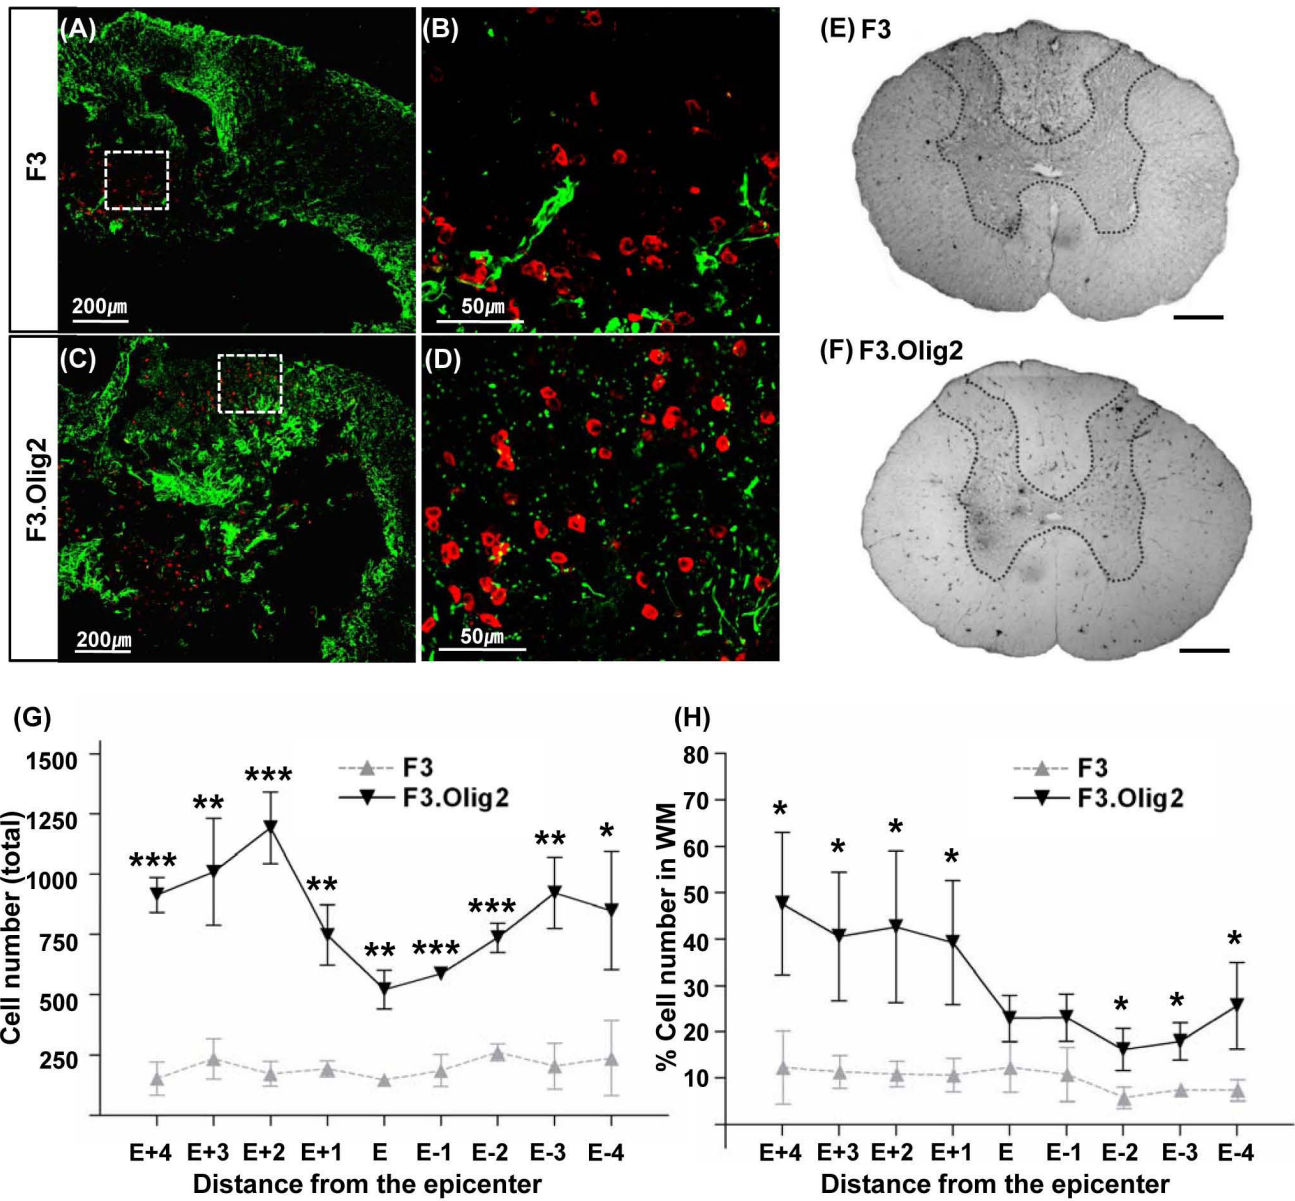 (A)
(B)
(E) F3
F3
200㎛
50㎛
(C)
(D)
(F) F3.Olig2
F3.Olig2
200㎛
50㎛
(G)
1500
1250
1000
750
500
250
Cell number (total)
F3
F3.Olig2
***
**
***
**
**
***
***
**
*
E+4 E+3 E+2 E+1 E E-1 E-2 E-3 E-4
Distance from the epicenter
(H)
80
70
60
50
40
30
20
10
% Cell number in WM
F3
F3.Olig2
*
*
*
*
*
*
*
E+4 E+3 E+2 E+1 E E-1 E-2 E-3 E-4
Distance from the epicenter